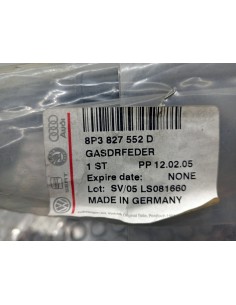 8P3 827 552 D
GASDRFEDER
1 ST PP 12.02.05
Expire date: NONE
Lot: SV/05 LS081660
MADE IN GERMANY
Audi